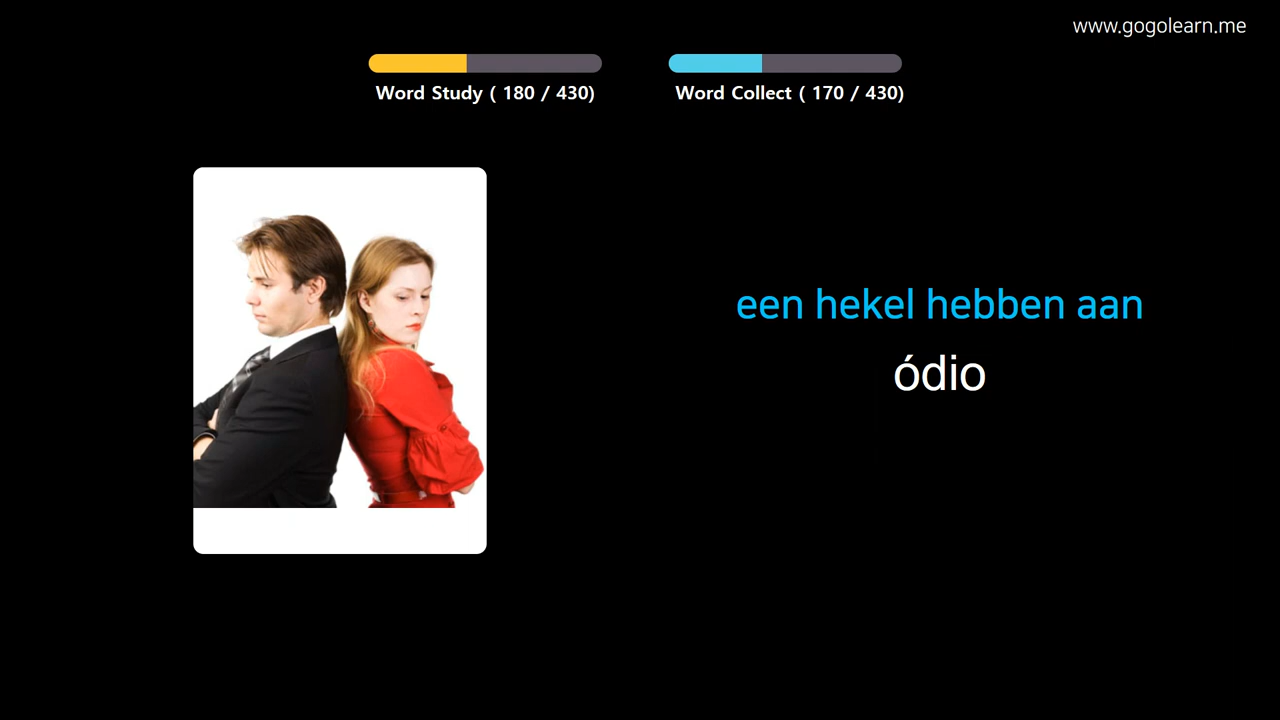 www.gogolearn.me
Word Study ( 180 / 430)
Word Collect ( 170 / 430)
een hekel hebben aan
ódio